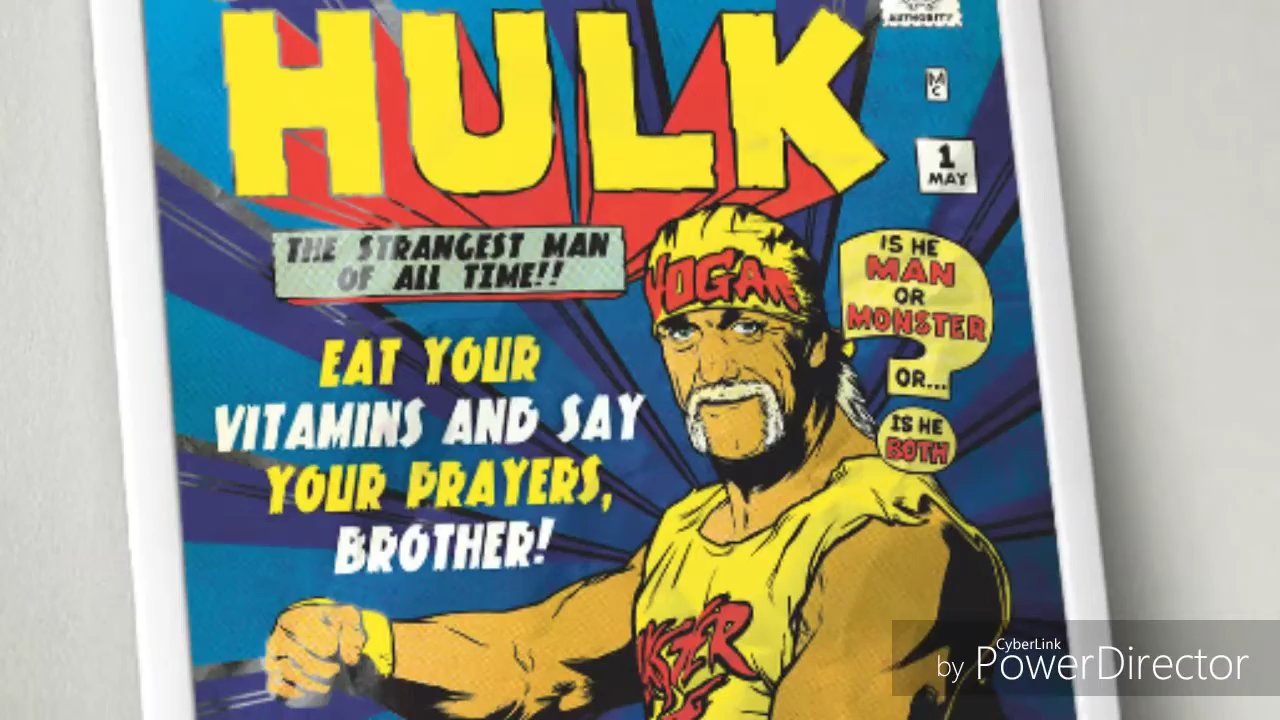 HULK
AUTHORITY
M
C
1
MAY
THE STRANGEST MAN
OF ALL TIME!!
HOGAN
IS HE
MAN
OR
MONSTER
?
OR...
IS HE
BOTH
EAT YOUR
VITAMINS AND SAY
YOUR PRAYERS,
BROTHER!
CyberLink
by PowerDirector